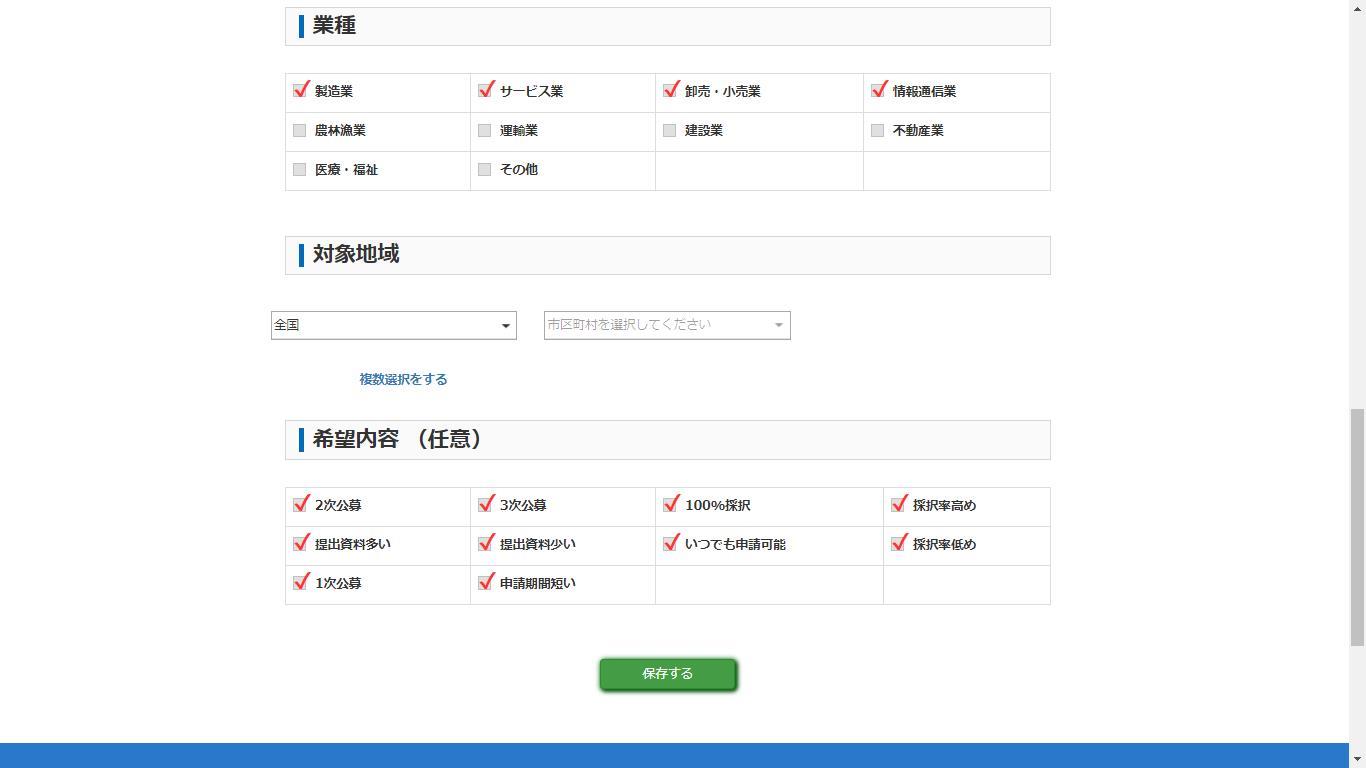 業種
製造業 サービス業 卸売・小売業 情報通信業
農林漁業 運輸業 建設業 不動産業
医療・福祉 その他
対象地域
全国 市区町村を選択してください
複数選択をする
希望内容 （任意）
2次公募 3次公募 100%採択 採択率高め
提出資料多い 提出資料少い いつでも申請可能 採択率低め
1次公募 申請期間短い
保存する